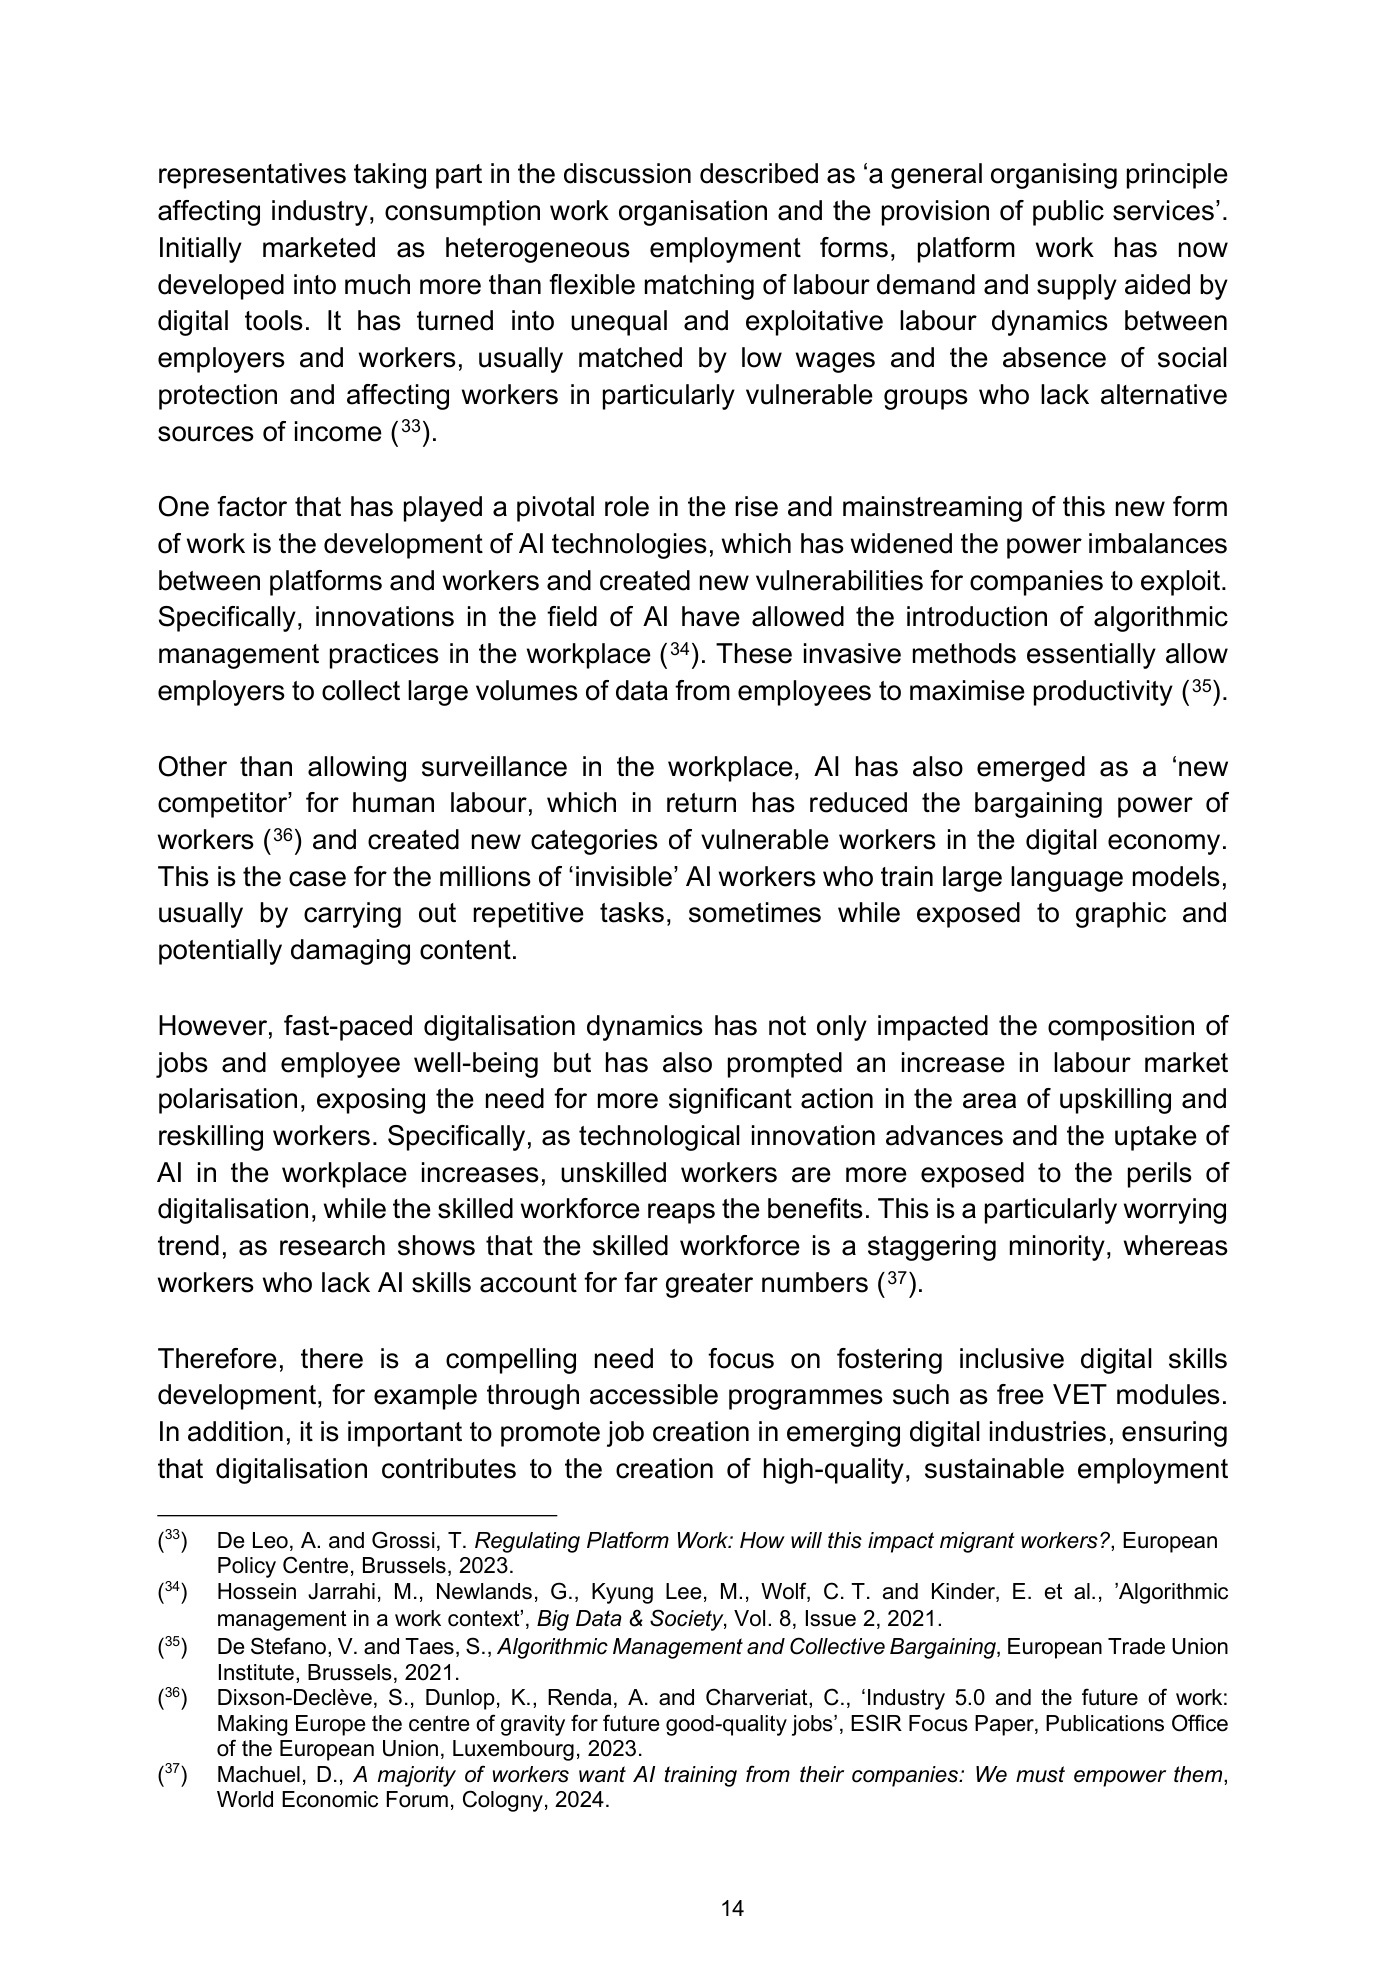 representatives taking part in the discussion described as ‘a general organising principle
affecting industry, consumption work organisation and the provision of public services’.
Initially marketed as heterogeneous employment forms, platform work has now
developed into much more than flexible matching of labour demand and supply aided by
digital tools. It has turned into unequal and exploitative labour dynamics between
employers and workers, usually matched by low wages and the absence of social
protection and affecting workers in particularly vulnerable groups who lack alternative
sources of income (33).
One factor that has played a pivotal role in the rise and mainstreaming of this new form
of work is the development of AI technologies, which has widened the power imbalances
between platforms and workers and created new vulnerabilities for companies to exploit.
Specifically, innovations in the field of AI have allowed the introduction of algorithmic
management practices in the workplace (34). These invasive methods essentially allow
employers to collect large volumes of data from employees to maximise productivity (35).
Other than allowing surveillance in the workplace, AI has also emerged as a ‘new
competitor’ for human labour, which in return has reduced the bargaining power of
workers (36) and created new categories of vulnerable workers in the digital economy.
This is the case for the millions of ‘invisible’ AI workers who train large language models,
usually by carrying out repetitive tasks, sometimes while exposed to graphic and
potentially damaging content.
However, fast-paced digitalisation dynamics has not only impacted the composition of
jobs and employee well-being but has also prompted an increase in labour market
polarisation, exposing the need for more significant action in the area of upskilling and
reskilling workers. Specifically, as technological innovation advances and the uptake of
AI in the workplace increases, unskilled workers are more exposed to the perils of
digitalisation, while the skilled workforce reaps the benefits. This is a particularly worrying
trend, as research shows that the skilled workforce is a staggering minority, whereas
workers who lack AI skills account for far greater numbers (37).
Therefore, there is a compelling need to focus on fostering inclusive digital skills
development, for example through accessible programmes such as free VET modules.
In addition, it is important to promote job creation in emerging digital industries, ensuring
that digitalisation contributes to the creation of high-quality, sustainable employment
(33) De Leo, A. and Grossi, T. Regulating Platform Work: How will this impact migrant workers?, European
Policy Centre, Brussels, 2023.
(34) Hossein Jarrahi, M., Newlands, G., Kyung Lee, M., Wolf, C. T. and Kinder, E. et al., ’Algorithmic
management in a work context’, Big Data & Society, Vol. 8, Issue 2, 2021.
(35) De Stefano, V. and Taes, S., Algorithmic Management and Collective Bargaining, European Trade Union
Institute, Brussels, 2021.
(36) Dixson-Declève, S., Dunlop, K., Renda, A. and Charveriat, C., ‘Industry 5.0 and the future of work:
Making Europe the centre of gravity for future good-quality jobs’, ESIR Focus Paper, Publications Office
of the European Union, Luxembourg, 2023.
(37) Machuel, D., A majority of workers want AI training from their companies: We must empower them,
World Economic Forum, Cologny, 2024.
14